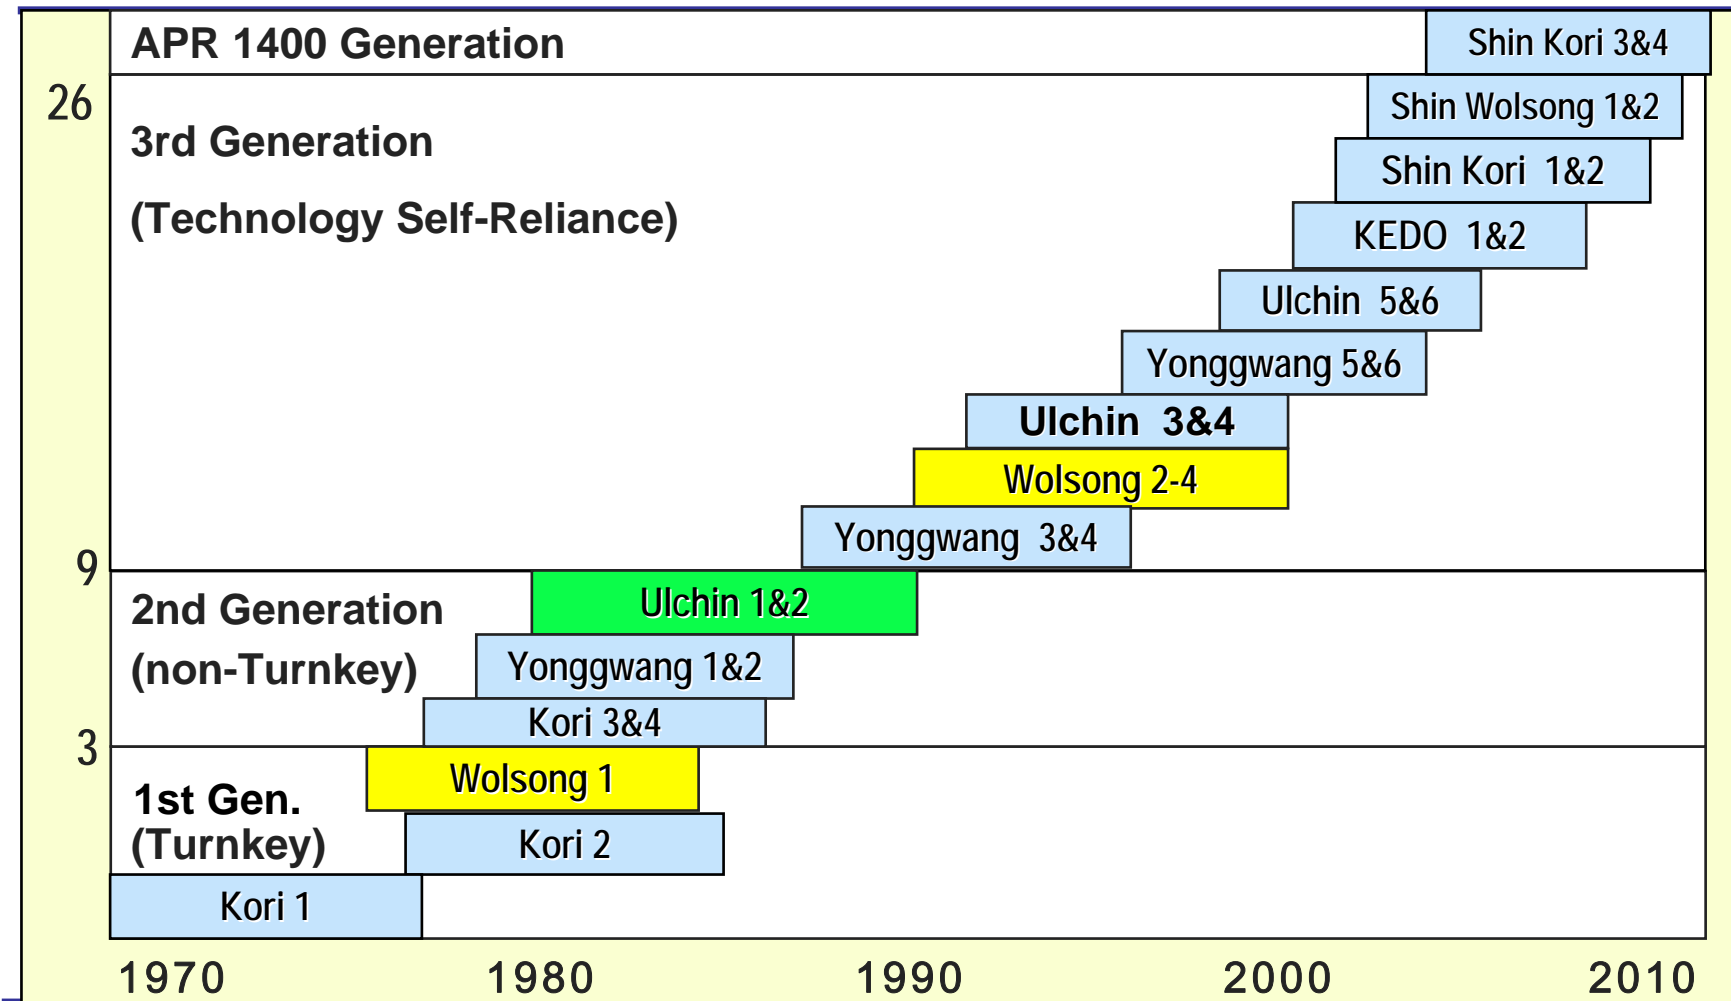 APR 1400 Generation
Shin Kori 3&4
26
Shin Wolsong 1&2
3rd Generation
Shin Kori 1&2
(Technology Self-Reliance)
KEDO 1&2
Ulchin 5&6
Yonggwang 5&6
Ulchin 3&4
Wolsong 2-4
Yonggwang 3&4
9
2nd Generation
Ulchin 1&2
(non-Turnkey)
Yonggwang 1&2
Kori 3&4
3
Wolsong 1
1st Gen.
(Turnkey)
Kori 2
Kori 1
1970 1980 1990 2000 2010